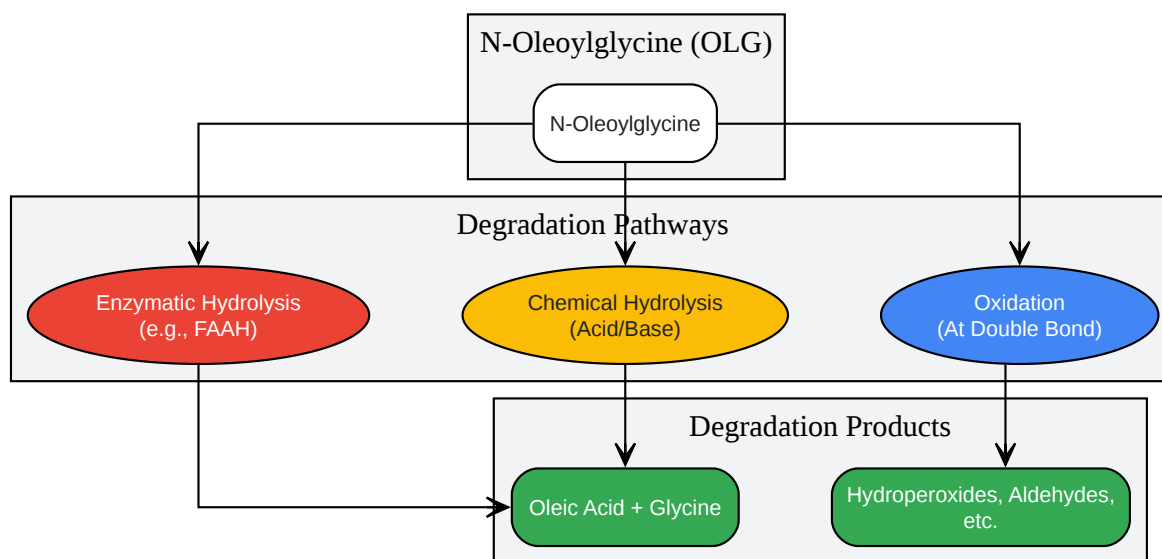 N-Oleoylglycine (OLG)
N-Oleoylglycine
Degradation Pathways
Enzymatic Hydrolysis
(e.g., FAAH)
Chemical Hydrolysis
(Acid/Base)
Oxidation
(At Double Bond)
Degradation Products
Oleic Acid + Glycine
Hydroperoxides, Aldehydes,
etc.